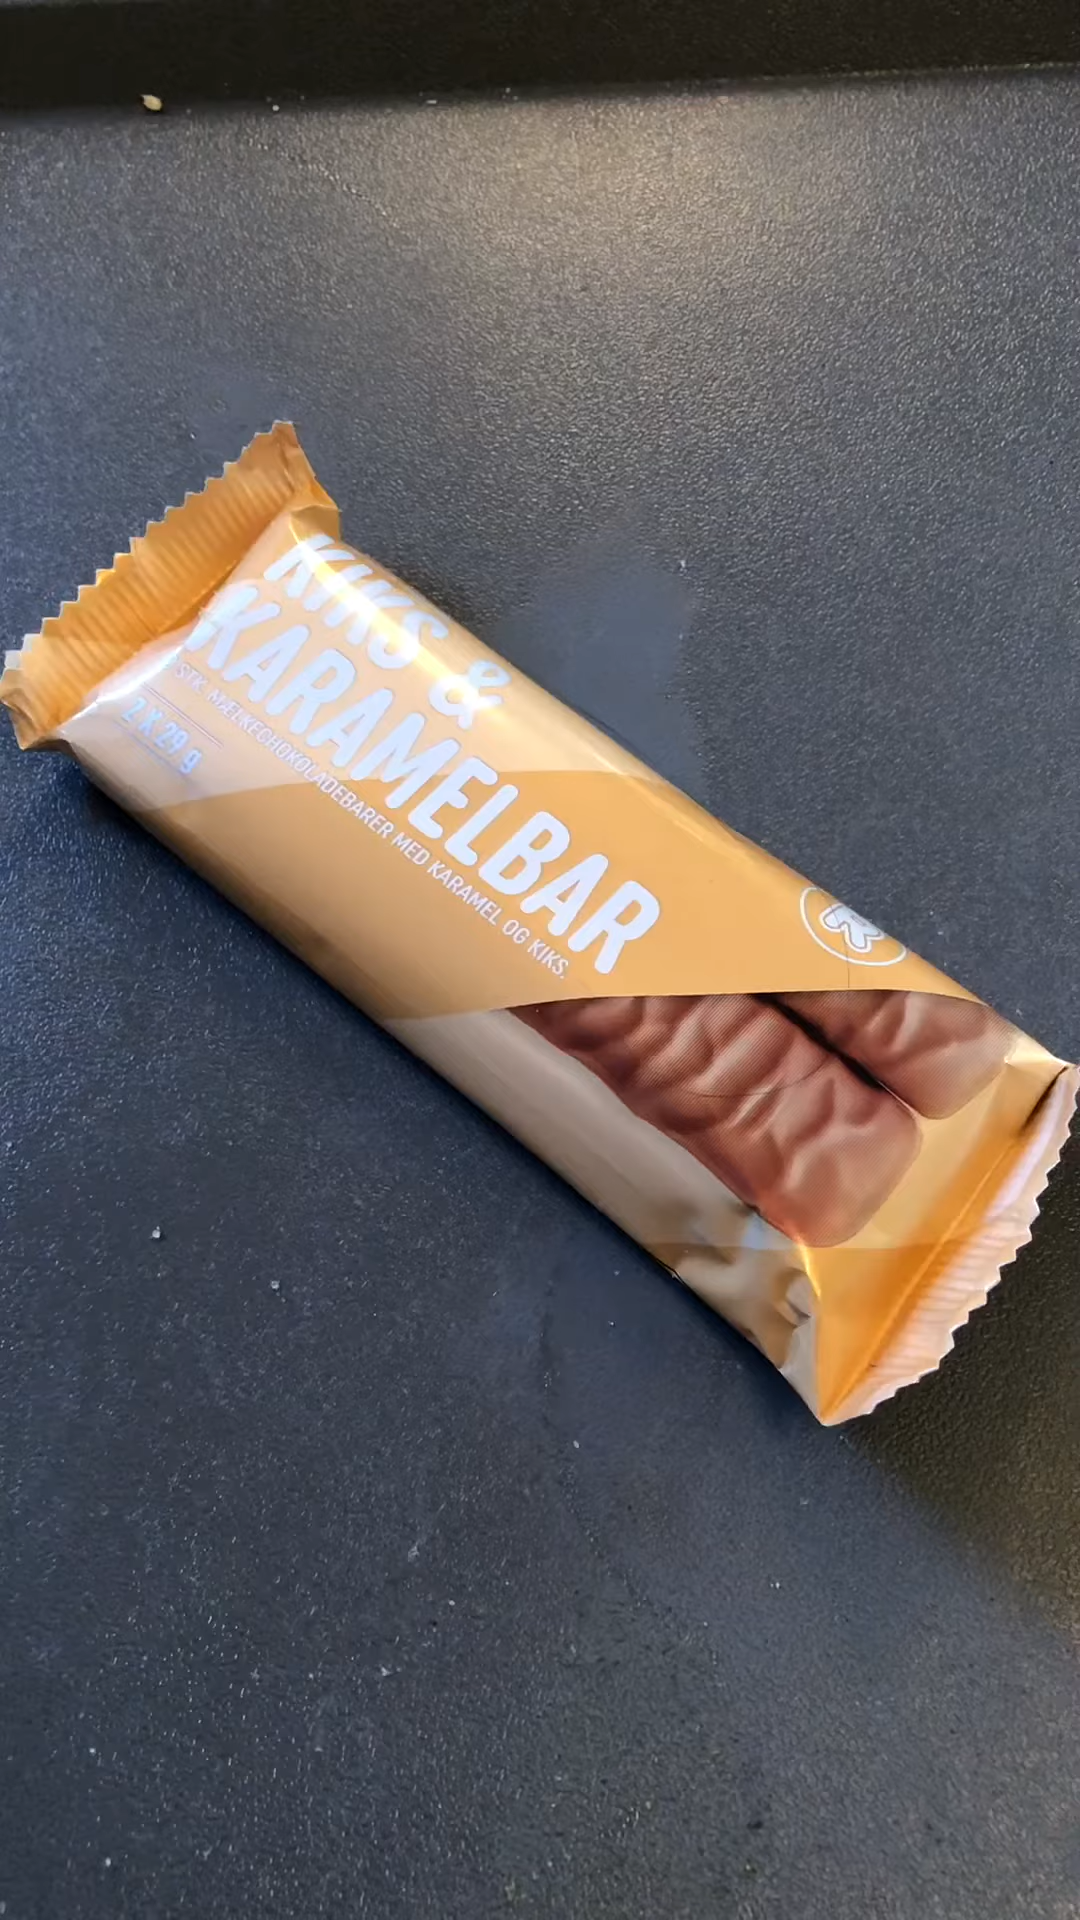 KIKS &
KARAMELBAR
STK. MÆLKECHOKOLADEBARER MED KARAMEL OG KIKS.
2 X 29 g
R